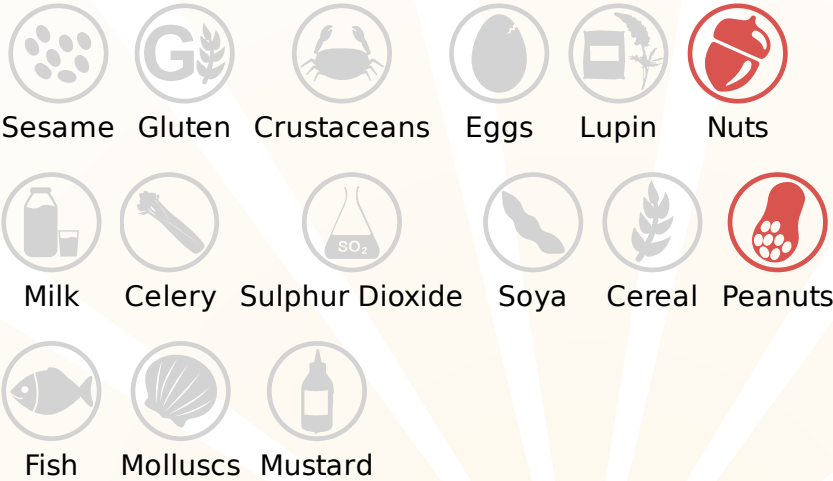 G
Sesame Gluten Crustaceans Eggs Lupin Nuts
SO₂
Milk Celery Sulphur Dioxide Soya Cereal Peanuts
Fish Molluscs Mustard